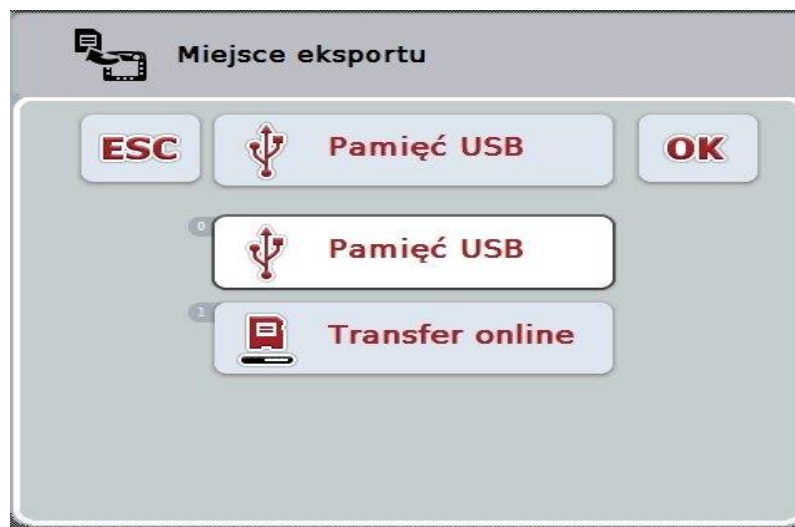 Miejsce eksportu
ESC Pamięć USB OK
0 Pamięć USB
1 Transfer online